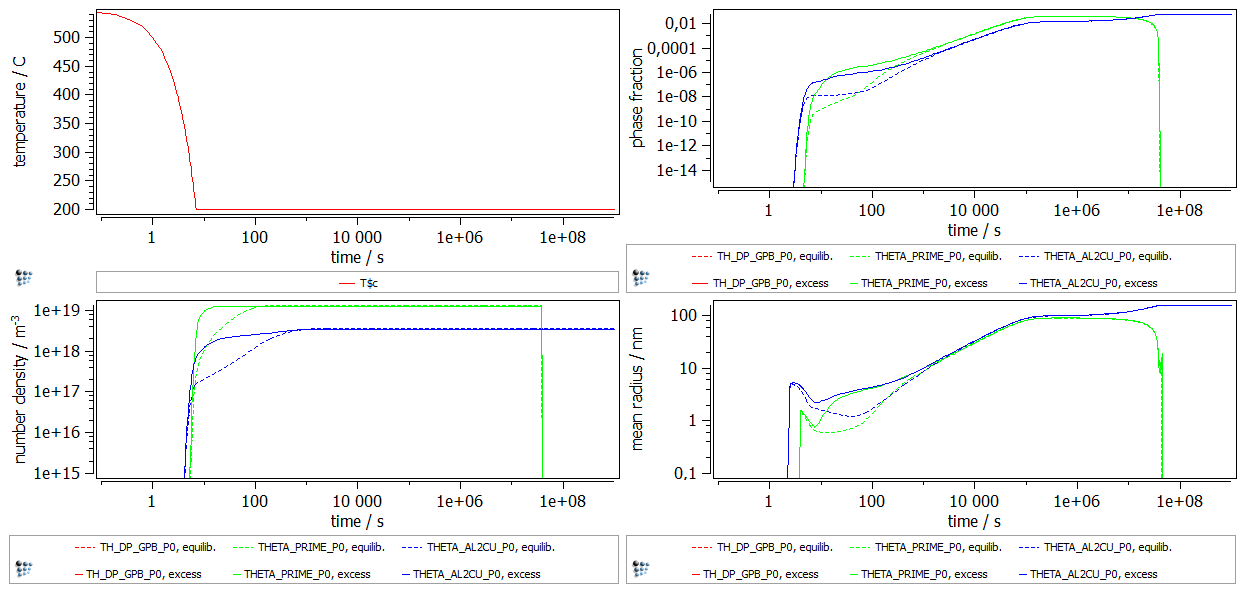 temperature / C
500
450
400
350
300
250
200
1
100
10 000
1e+06
1e+08
time / s
T$c
phase fraction
0,01
0,0001
1e-06
1e-08
1e-10
1e-12
1e-14
1
100
10 000
1e+06
1e+08
time / s
TH_DP_GPB_P0, equilib.
THETA_PRIME_P0, equilib.
THETA_AL2CU_P0, equilib.
TH_DP_GPB_P0, excess
THETA_PRIME_P0, excess
THETA_AL2CU_P0, excess
number density / m-3
1e+19
1e+18
1e+17
1e+16
1e+15
1
100
10 000
1e+06
1e+08
time / s
TH_DP_GPB_P0, equilib.
THETA_PRIME_P0, equilib.
THETA_AL2CU_P0, equilib.
TH_DP_GPB_P0, excess
THETA_PRIME_P0, excess
THETA_AL2CU_P0, excess
mean radius / nm
100
10
1
0,1
1
100
10 000
1e+06
1e+08
time / s
TH_DP_GPB_P0, equilib.
THETA_PRIME_P0, equilib.
THETA_AL2CU_P0, equilib.
TH_DP_GPB_P0, excess
THETA_PRIME_P0, excess
THETA_AL2CU_P0, excess